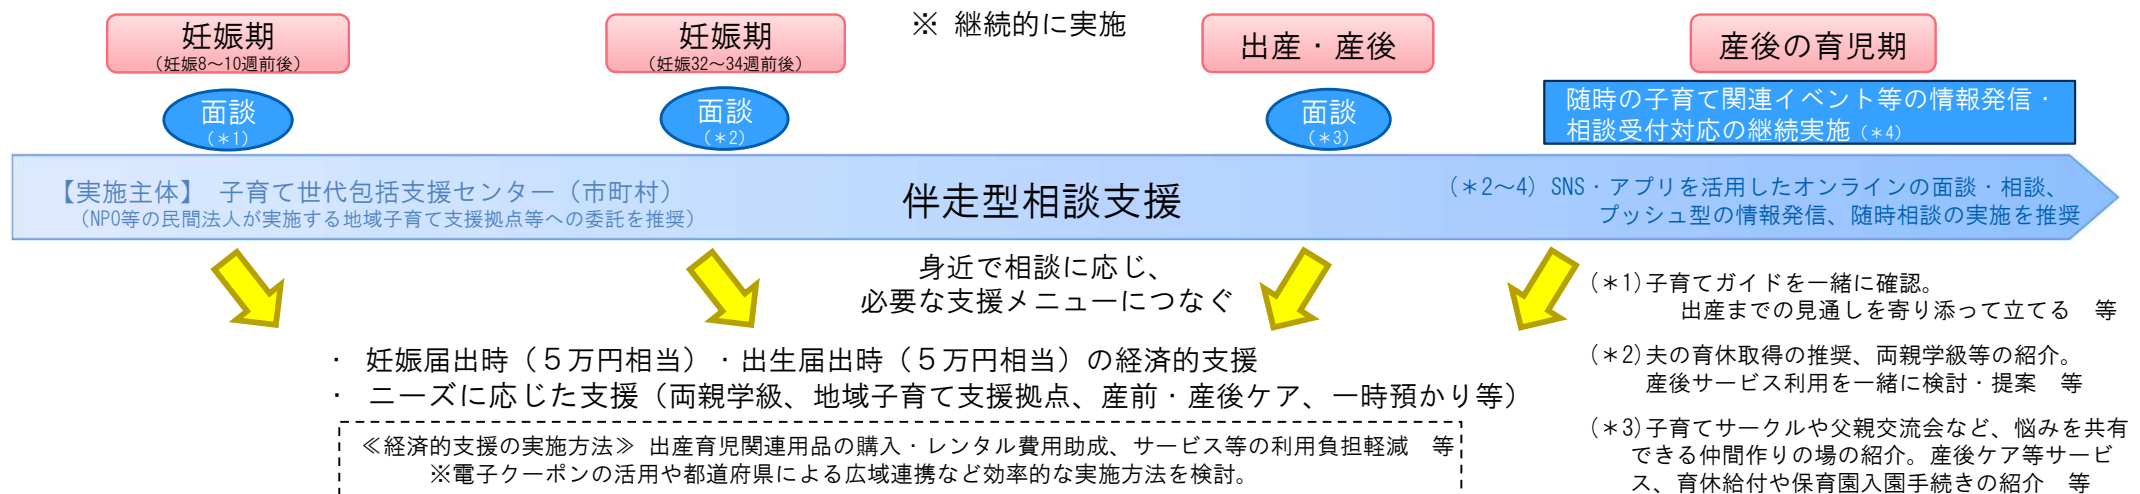 ※ 継続的に実施
妊娠期
(妊娠8～10週前後)
妊娠期
(妊娠32～34週前後)
出産・産後
産後の育児期
面談
(＊1)
面談
(＊2)
面談
(＊3)
随時の子育て関連イベント等の情報発信・
相談受付対応の継続実施(＊4)
【実施主体】 子育て世代包括支援センター（市町村）
（NPO等の民間法人が実施する地域子育て支援拠点等への委託を推奨）
伴走型相談支援
(＊2～4) SNS・アプリを活用したオンラインの面談・相談、
プッシュ型の情報発信、随時相談の実施を推奨
身近で相談に応じ、
必要な支援メニューにつなぐ
・ 妊娠届出時（５万円相当）・出生届出時（５万円相当）の経済的支援
・ ニーズに応じた支援（両親学級、地域子育て支援拠点、産前・産後ケア、一時預かり等）
≪経済的支援の実施方法≫ 出産育児関連用品の購入・レンタル費用助成、サービス等の利用負担軽減 等
※電子クーポンの活用や都道府県による広域連携など効率的な実施方法を検討。
(＊1)子育てガイドを一緒に確認。
出産までの見通しを寄り添って立てる 等
(＊2)夫の育休取得の推奨、両親学級等の紹介。
産後サービス利用を一緒に検討・提案 等
(＊3)子育てサークルや父親交流会など、悩みを共有
できる仲間作りの場の紹介。産後ケア等サービ
ス、育休給付や保育園入園手続きの紹介 等